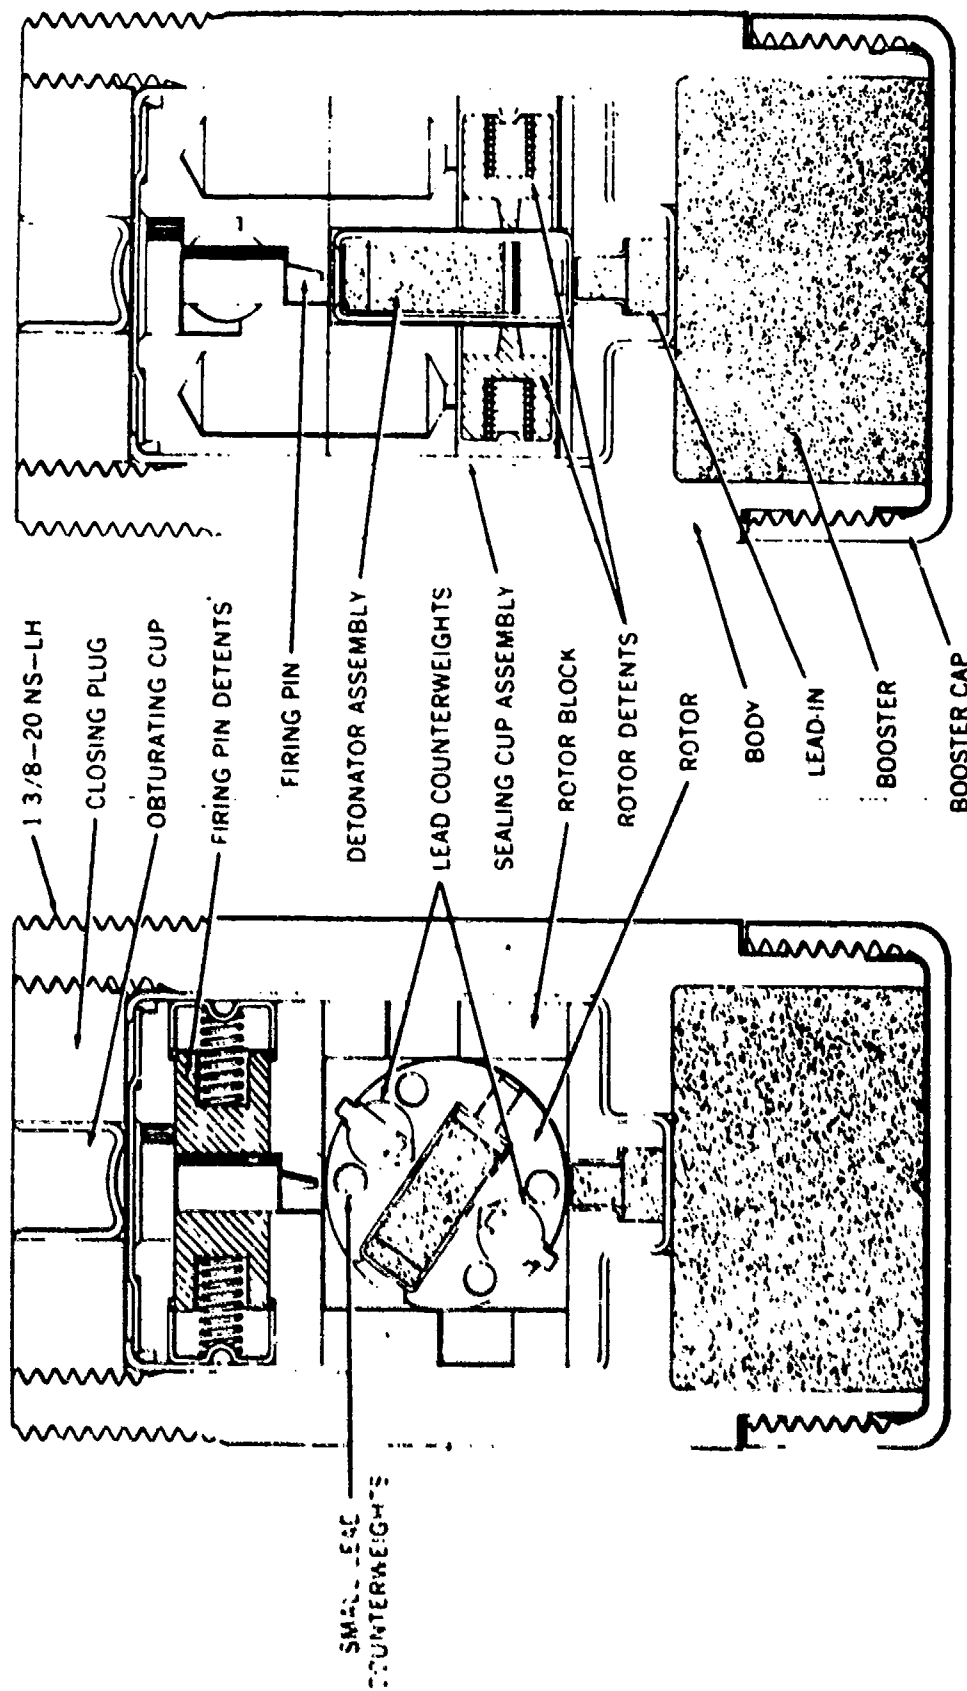 1 3/8-20 NS-LH
CLOSING PLUG
OBTURATING CUP
FIRING PIN DETENTS
FIRING PIN
DETONATOR ASSEMBLY
LEAD COUNTERWEIGHTS
SEALING CUP ASSEMBLY
ROTOR BLOCK
ROTOR DETENTS
ROTOR
BODY
LEAD-IN
BOOSTER
BOOSTER CAP
SMALL
COUNTERWEIGHTS